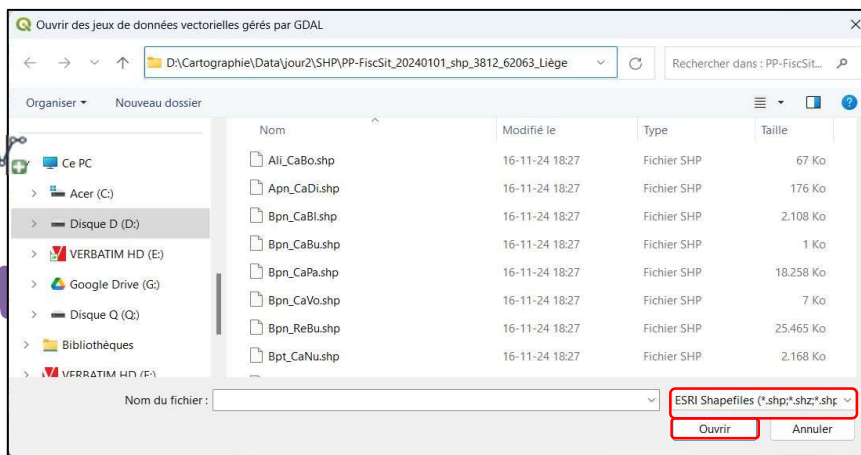 Ouvrir des jeux de données vectorielles gérés par GDAL
D:\Cartographie\Data\jour2\SHP\PP-FiscSit_20240101_shp_3812_62063_Liège
Rechercher dans : PP-FiscSit...
Organiser Nouveau dossier
Nom Modifié le Type Taille
Ce PC
Acer (C:)
Disque D (D:)
VERBATIM HD (E:)
Google Drive (G:)
Disque Q (Q:)
Bibliothèques
VERBATIM HD (E:)
Ali_CaBo.shp 16-11-24 18:27 Fichier SHP 67 Ko
Apn_CaDi.shp 16-11-24 18:27 Fichier SHP 176 Ko
Bpn_CaBl.shp 16-11-24 18:27 Fichier SHP 2.108 Ko
Bpn_CaBu.shp 16-11-24 18:27 Fichier SHP 1 Ko
Bpn_CaPa.shp 16-11-24 18:27 Fichier SHP 18.258 Ko
Bpn_CaVo.shp 16-11-24 18:27 Fichier SHP 7 Ko
Bpn_ReBu.shp 16-11-24 18:27 Fichier SHP 25.465 Ko
Bpt_CaNu.shp 16-11-24 18:27 Fichier SHP 2.168 Ko
Nom du fichier :
ESRI Shapefiles (*.shp;*.shz;*.shp
Ouvrir Annuler